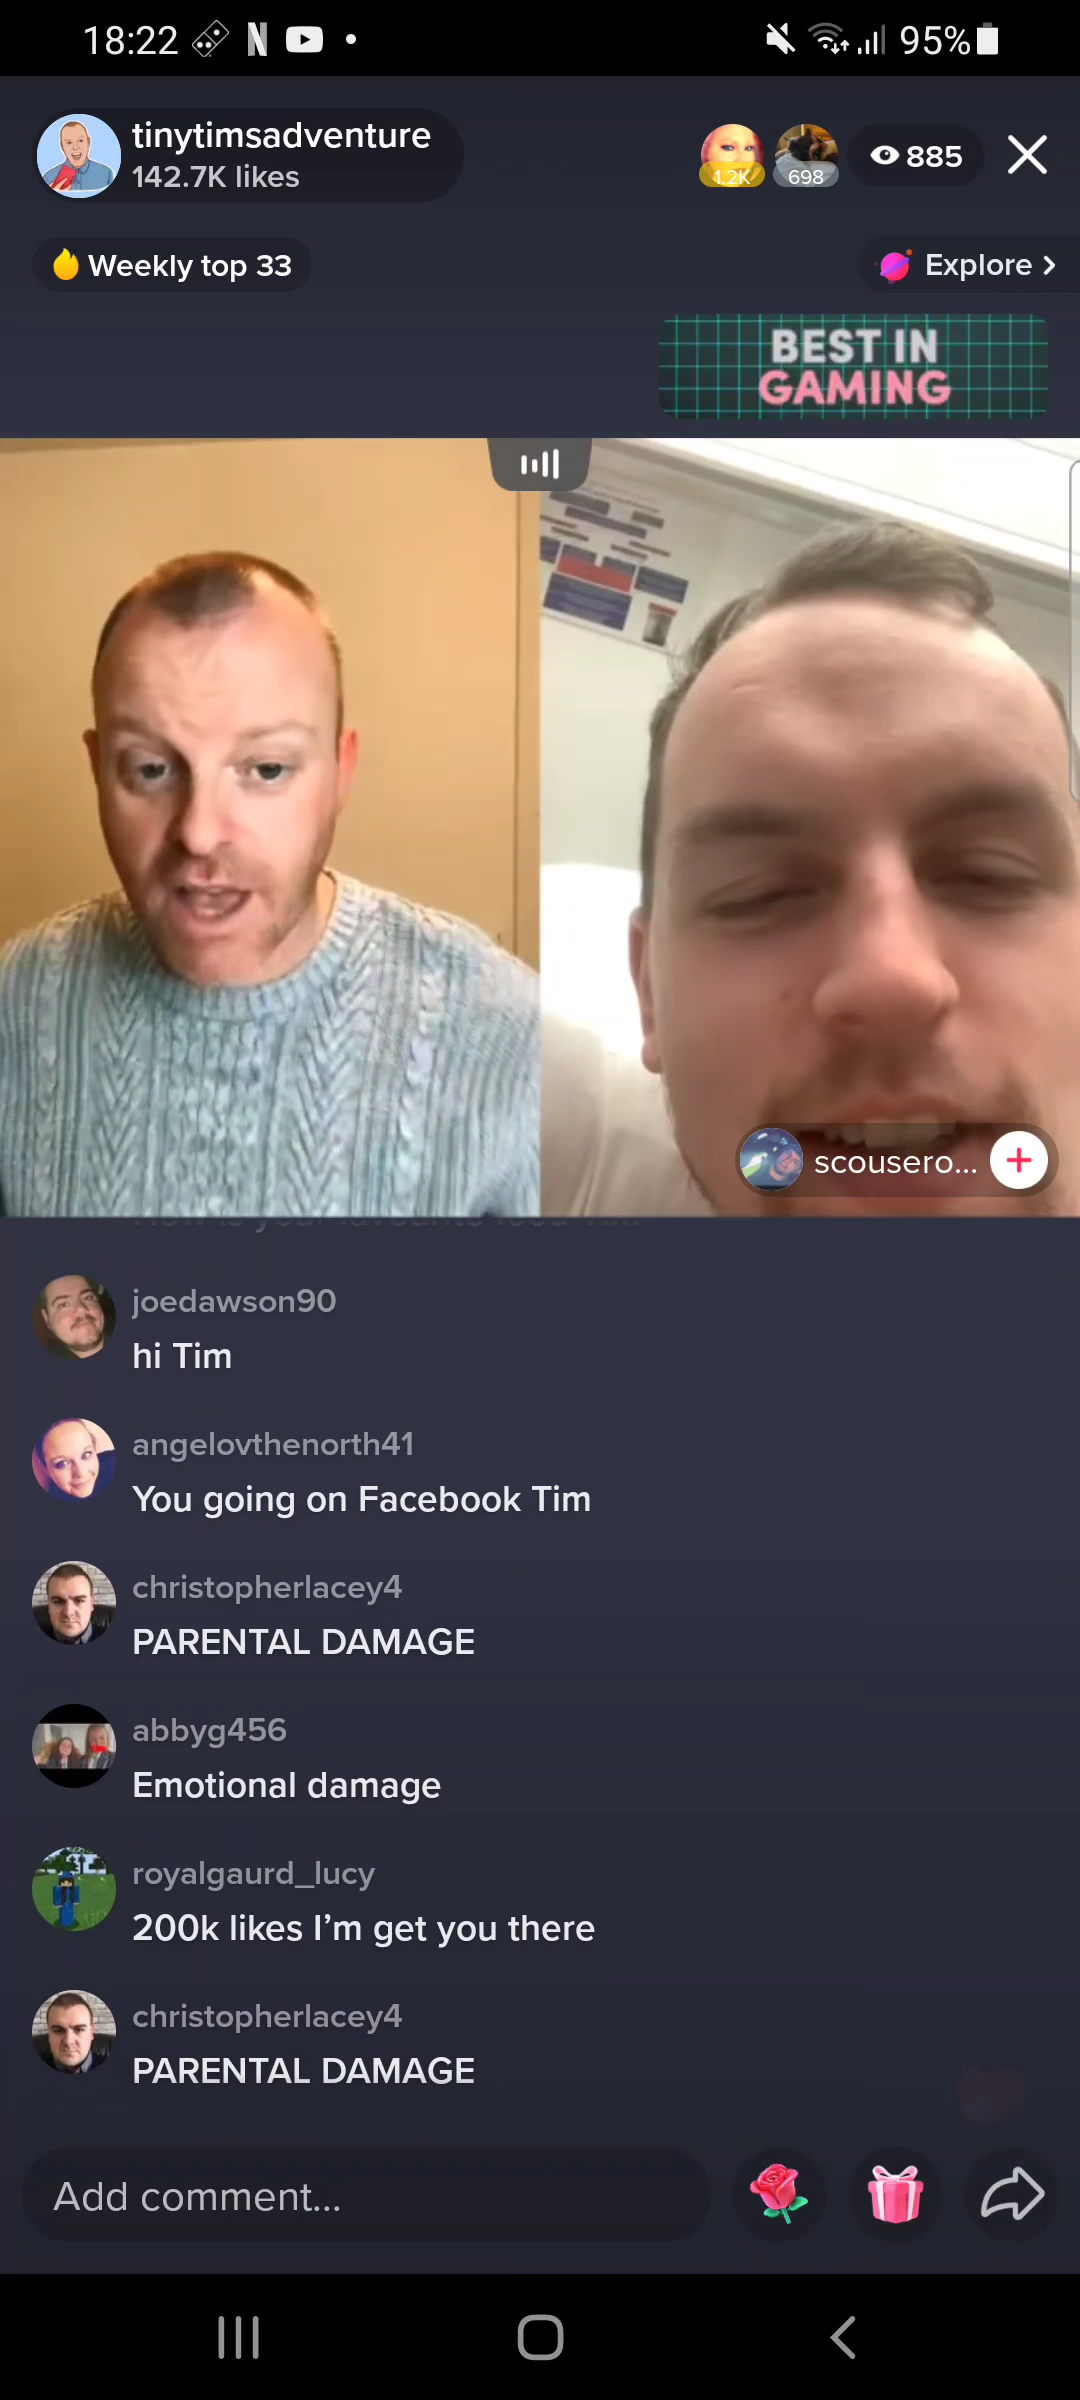 18:22
95%
tinytimsadventure
142.7K likes
1.2K
698
885
Weekly top 33
Explore
BEST IN
GAMING
scousero...
joedawson90
hi Tim
angelovthenorth41
You going on Facebook Tim
christopherlacey4
PARENTAL DAMAGE
abbyg456
Emotional damage
royalgaurd_lucy
200k likes I’m get you there
christopherlacey4
PARENTAL DAMAGE
Add comment...